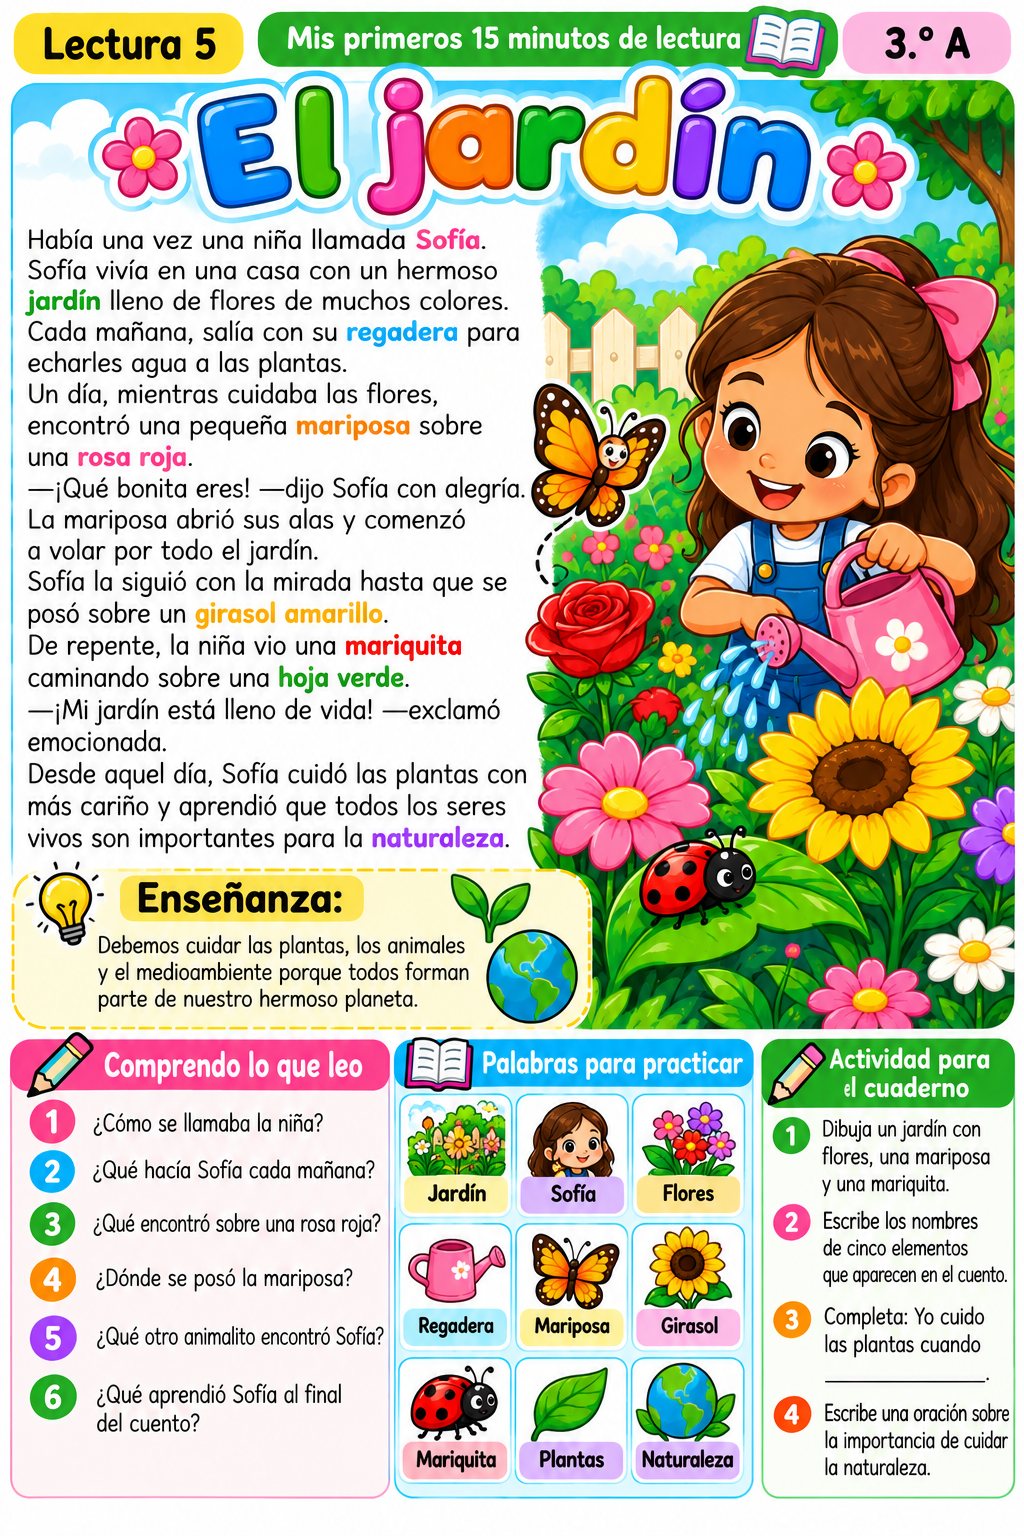 Lectura 5
Mis primeros 15 minutos de lectura
3.° A
El jardín
Había una vez una niña llamada Sofía.
Sofía vivía en una casa con un hermoso
jardín lleno de flores de muchos colores.
Cada mañana, salía con su regadera para
echarles agua a las plantas.
Un día, mientras cuidaba las flores,
encontró una pequeña mariposa sobre
una rosa roja.
—¡Qué bonita eres! —dijo Sofía con alegría.
La mariposa abrió sus alas y comenzó
a volar por todo el jardín.
Sofía la siguió con la mirada hasta que se
posó sobre un girasol amarillo.
De repente, la niña vio una mariquita
caminando sobre una hoja verde.
—¡Mi jardín está lleno de vida! —exclamó
emocionada.
Desde aquel día, Sofía cuidó las plantas con
más cariño y aprendió que todos los seres
vivos son importantes para la naturaleza.
Enseñanza:
Debemos cuidar las plantas, los animales
y el medioambiente porque todos forman
parte de nuestro hermoso planeta.
Comprendo lo que leo
1 ¿Cómo se llamaba la niña?
2 ¿Qué hacía Sofía cada mañana?
3 ¿Qué encontró sobre una rosa roja?
4 ¿Dónde se posó la mariposa?
5 ¿Qué otro animalito encontró Sofía?
6 ¿Qué aprendió Sofía al final
del cuento?
Palabras para practicar
Jardín
Sofía
Flores
Regadera
Mariposa
Girasol
Mariquita
Plantas
Naturaleza
Actividad para
el cuaderno
1 Dibuja un jardín con
flores, una mariposa
y una mariquita.
2 Escribe los nombres
de cinco elementos
que aparecen en el cuento.
3 Completa: Yo cuido
las plantas cuando
____________________.
4 Escribe una oración sobre
la importancia de cuidar
la naturaleza.